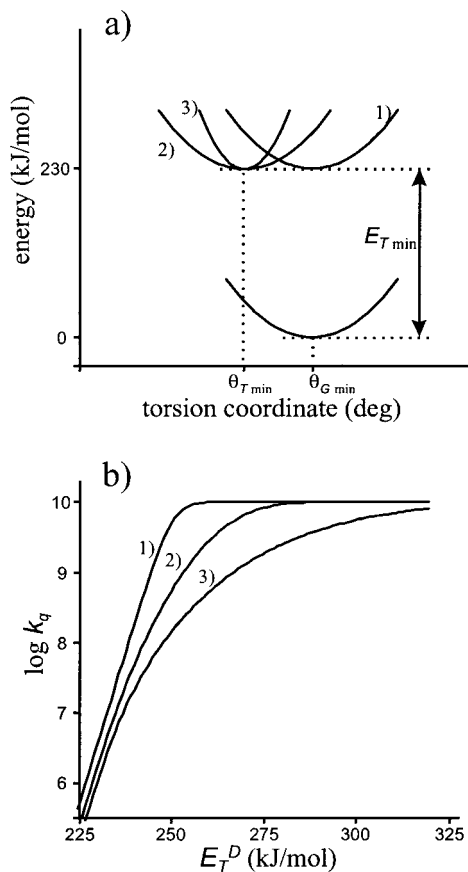 a)
energy (kJ/mol)
230
0
3)
2)
1)
E_T min
θ_T min
θ_G min
torsion coordinate (deg)
b)
log k_q
10
9
8
7
6
1)
2)
3)
225
250
275
300
325
E_T^D (kJ/mol)